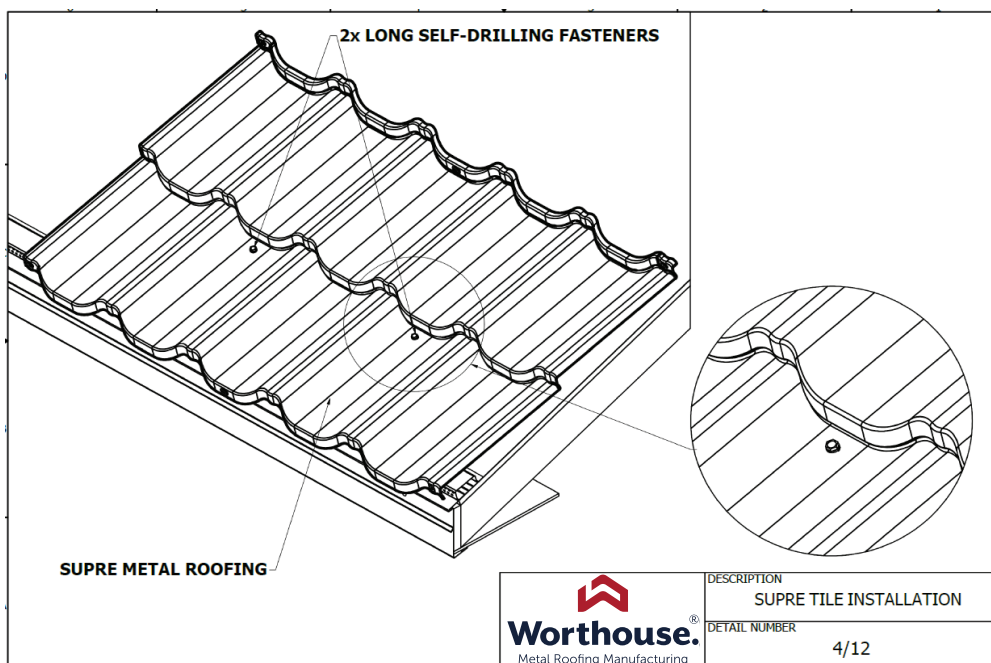 2x LONG SELF-DRILLING FASTENERS
SUPRE METAL ROOFING
Worthouse.®
Metal Roofing Manufacturing
DESCRIPTION
SUPRE TILE INSTALLATION
DETAIL NUMBER
4/12